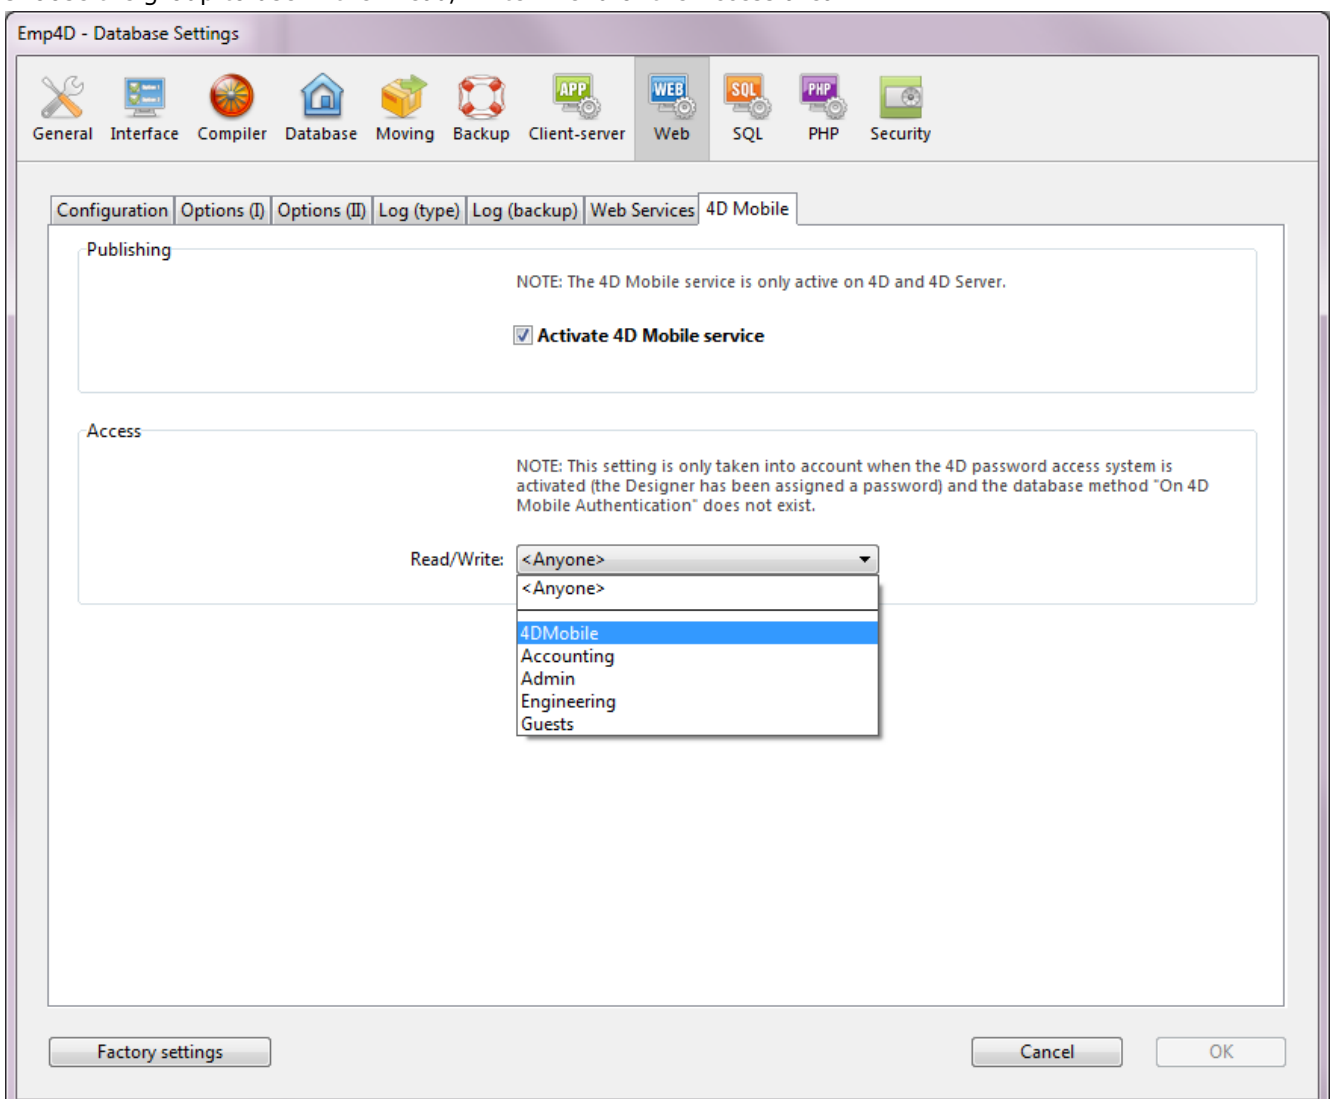 Emp4D - Database Settings
APP WEB SQL PHP
General Interface Compiler Database Moving Backup Client-server Web SQL PHP Security
Configuration Options (I) Options (II) Log (type) Log (backup) Web Services 4D Mobile
Publishing
NOTE: The 4D Mobile service is only active on 4D and 4D Server.
Activate 4D Mobile service
Access
NOTE: This setting is only taken into account when the 4D password access system is
activated (the Designer has been assigned a password) and the database method "On 4D
Mobile Authentication" does not exist.
Read/Write: <Anyone>
<Anyone>
4DMobile
Accounting
Admin
Engineering
Guests
Factory settings Cancel OK